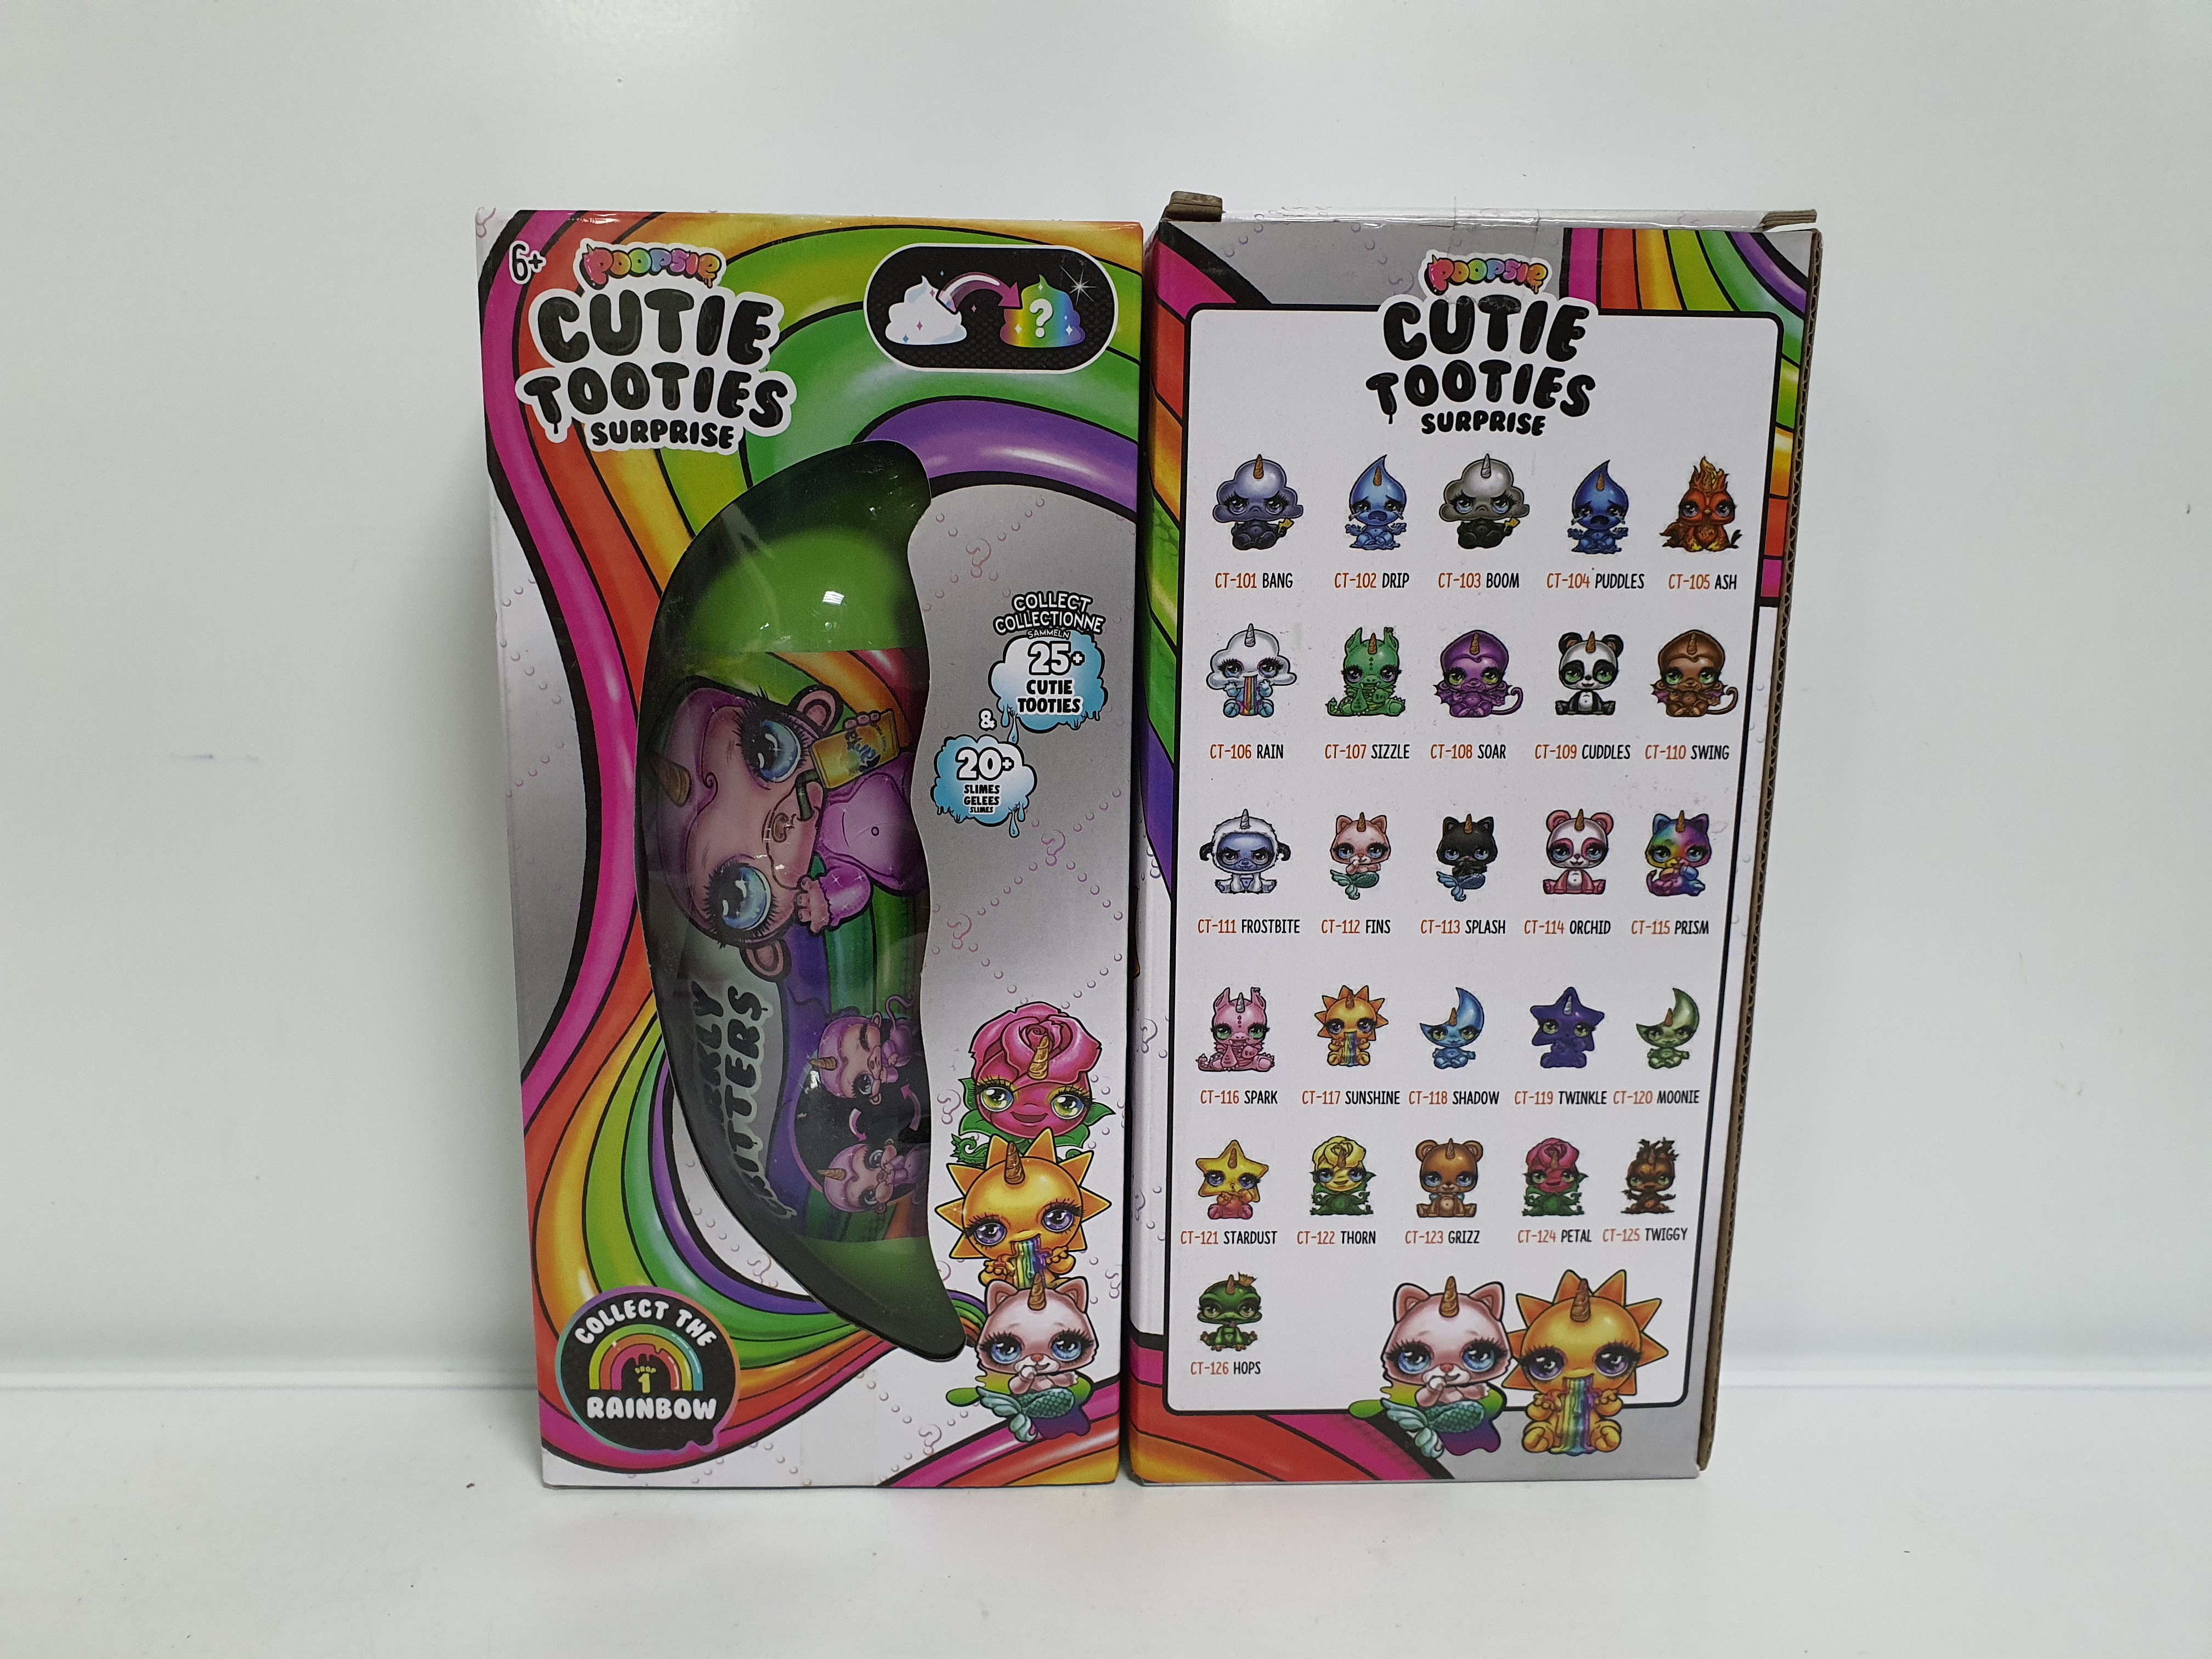 6+
POOPSIE
CUTIE
TOOTIES
SURPRISE
?
COLLECT
COLLECTIONNE
SAMMELN
25+
CUTIE
TOOTIES
&
20+
SLIMES
GELEES
SLIMES
COLLECT THE
DROP
1
RAINBOW
POOPSIE
CUTIE
TOOTIES
SURPRISE
CT-101 BANG CT-102 DRIP CT-103 BOOM CT-104 PUDDLES CT-105 ASH
CT-106 RAIN CT-107 SIZZLE CT-108 SOAR CT-109 CUDDLES CT-110 SWING
CT-111 FROSTBITE CT-112 FINS CT-113 SPLASH CT-114 ORCHID CT-115 PRISM
CT-116 SPARK CT-117 SUNSHINE CT-118 SHADOW CT-119 TWINKLE CT-120 MOONIE
CT-121 STARDUST CT-122 THORN CT-123 GRIZZ CT-124 PETAL CT-125 TWIGGY
CT-126 HOPS